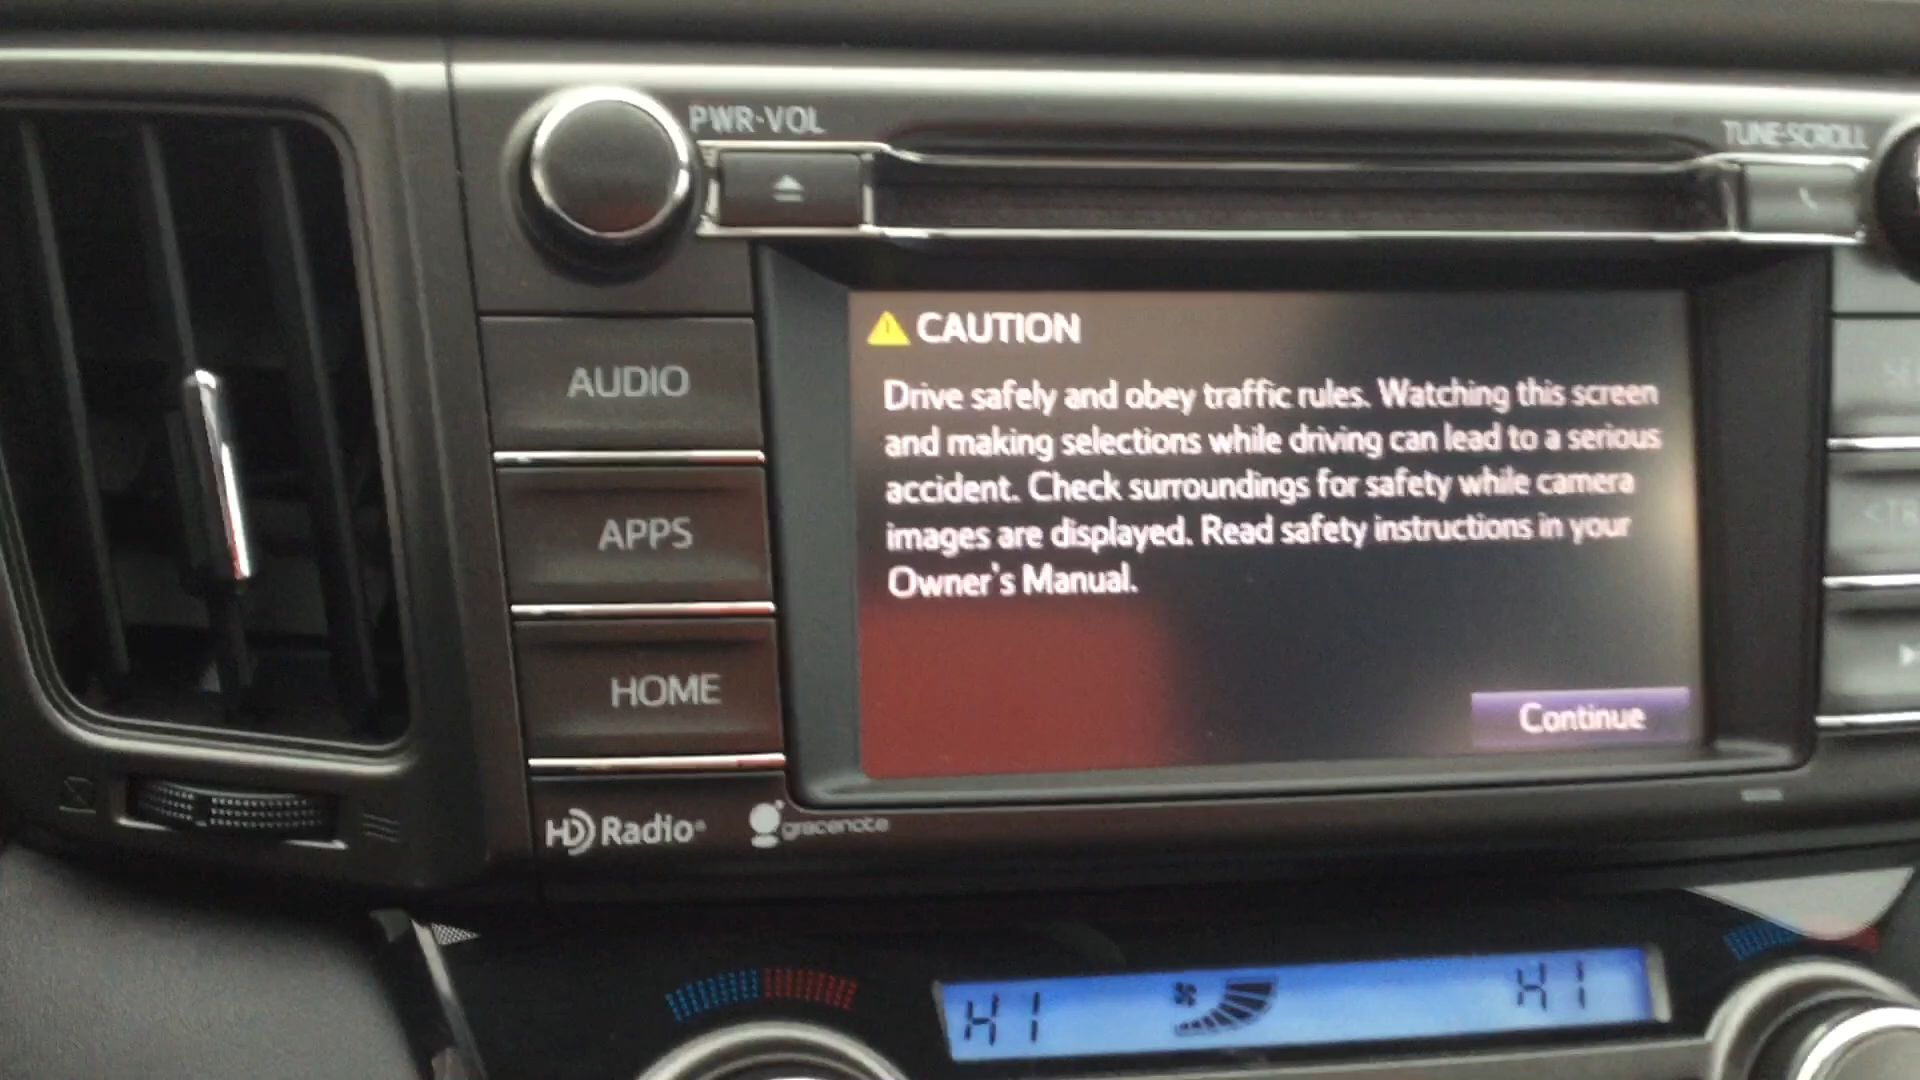 PWR·VOL
TUNE·SCROLL
AUDIO
APPS
HOME
CAUTION
Drive safely and obey traffic rules. Watching this screen
and making selections while driving can lead to a serious
accident. Check surroundings for safety while camera
images are displayed. Read safety instructions in your
Owner's Manual.
Continue
HD Radio
gracenote
HI
HI